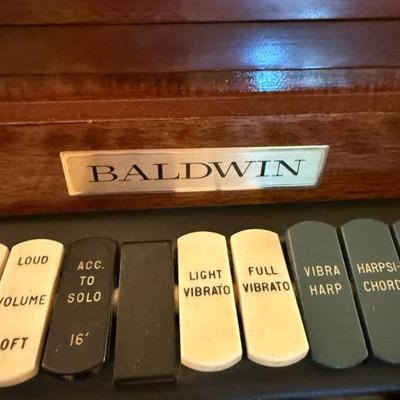 BALDWIN
LOUD
VOLUME
OFT
ACC.
TO
SOLO
16'
LIGHT
VIBRATO
FULL
VIBRATO
VIBRA
HARP
HARPSI-
CHORD